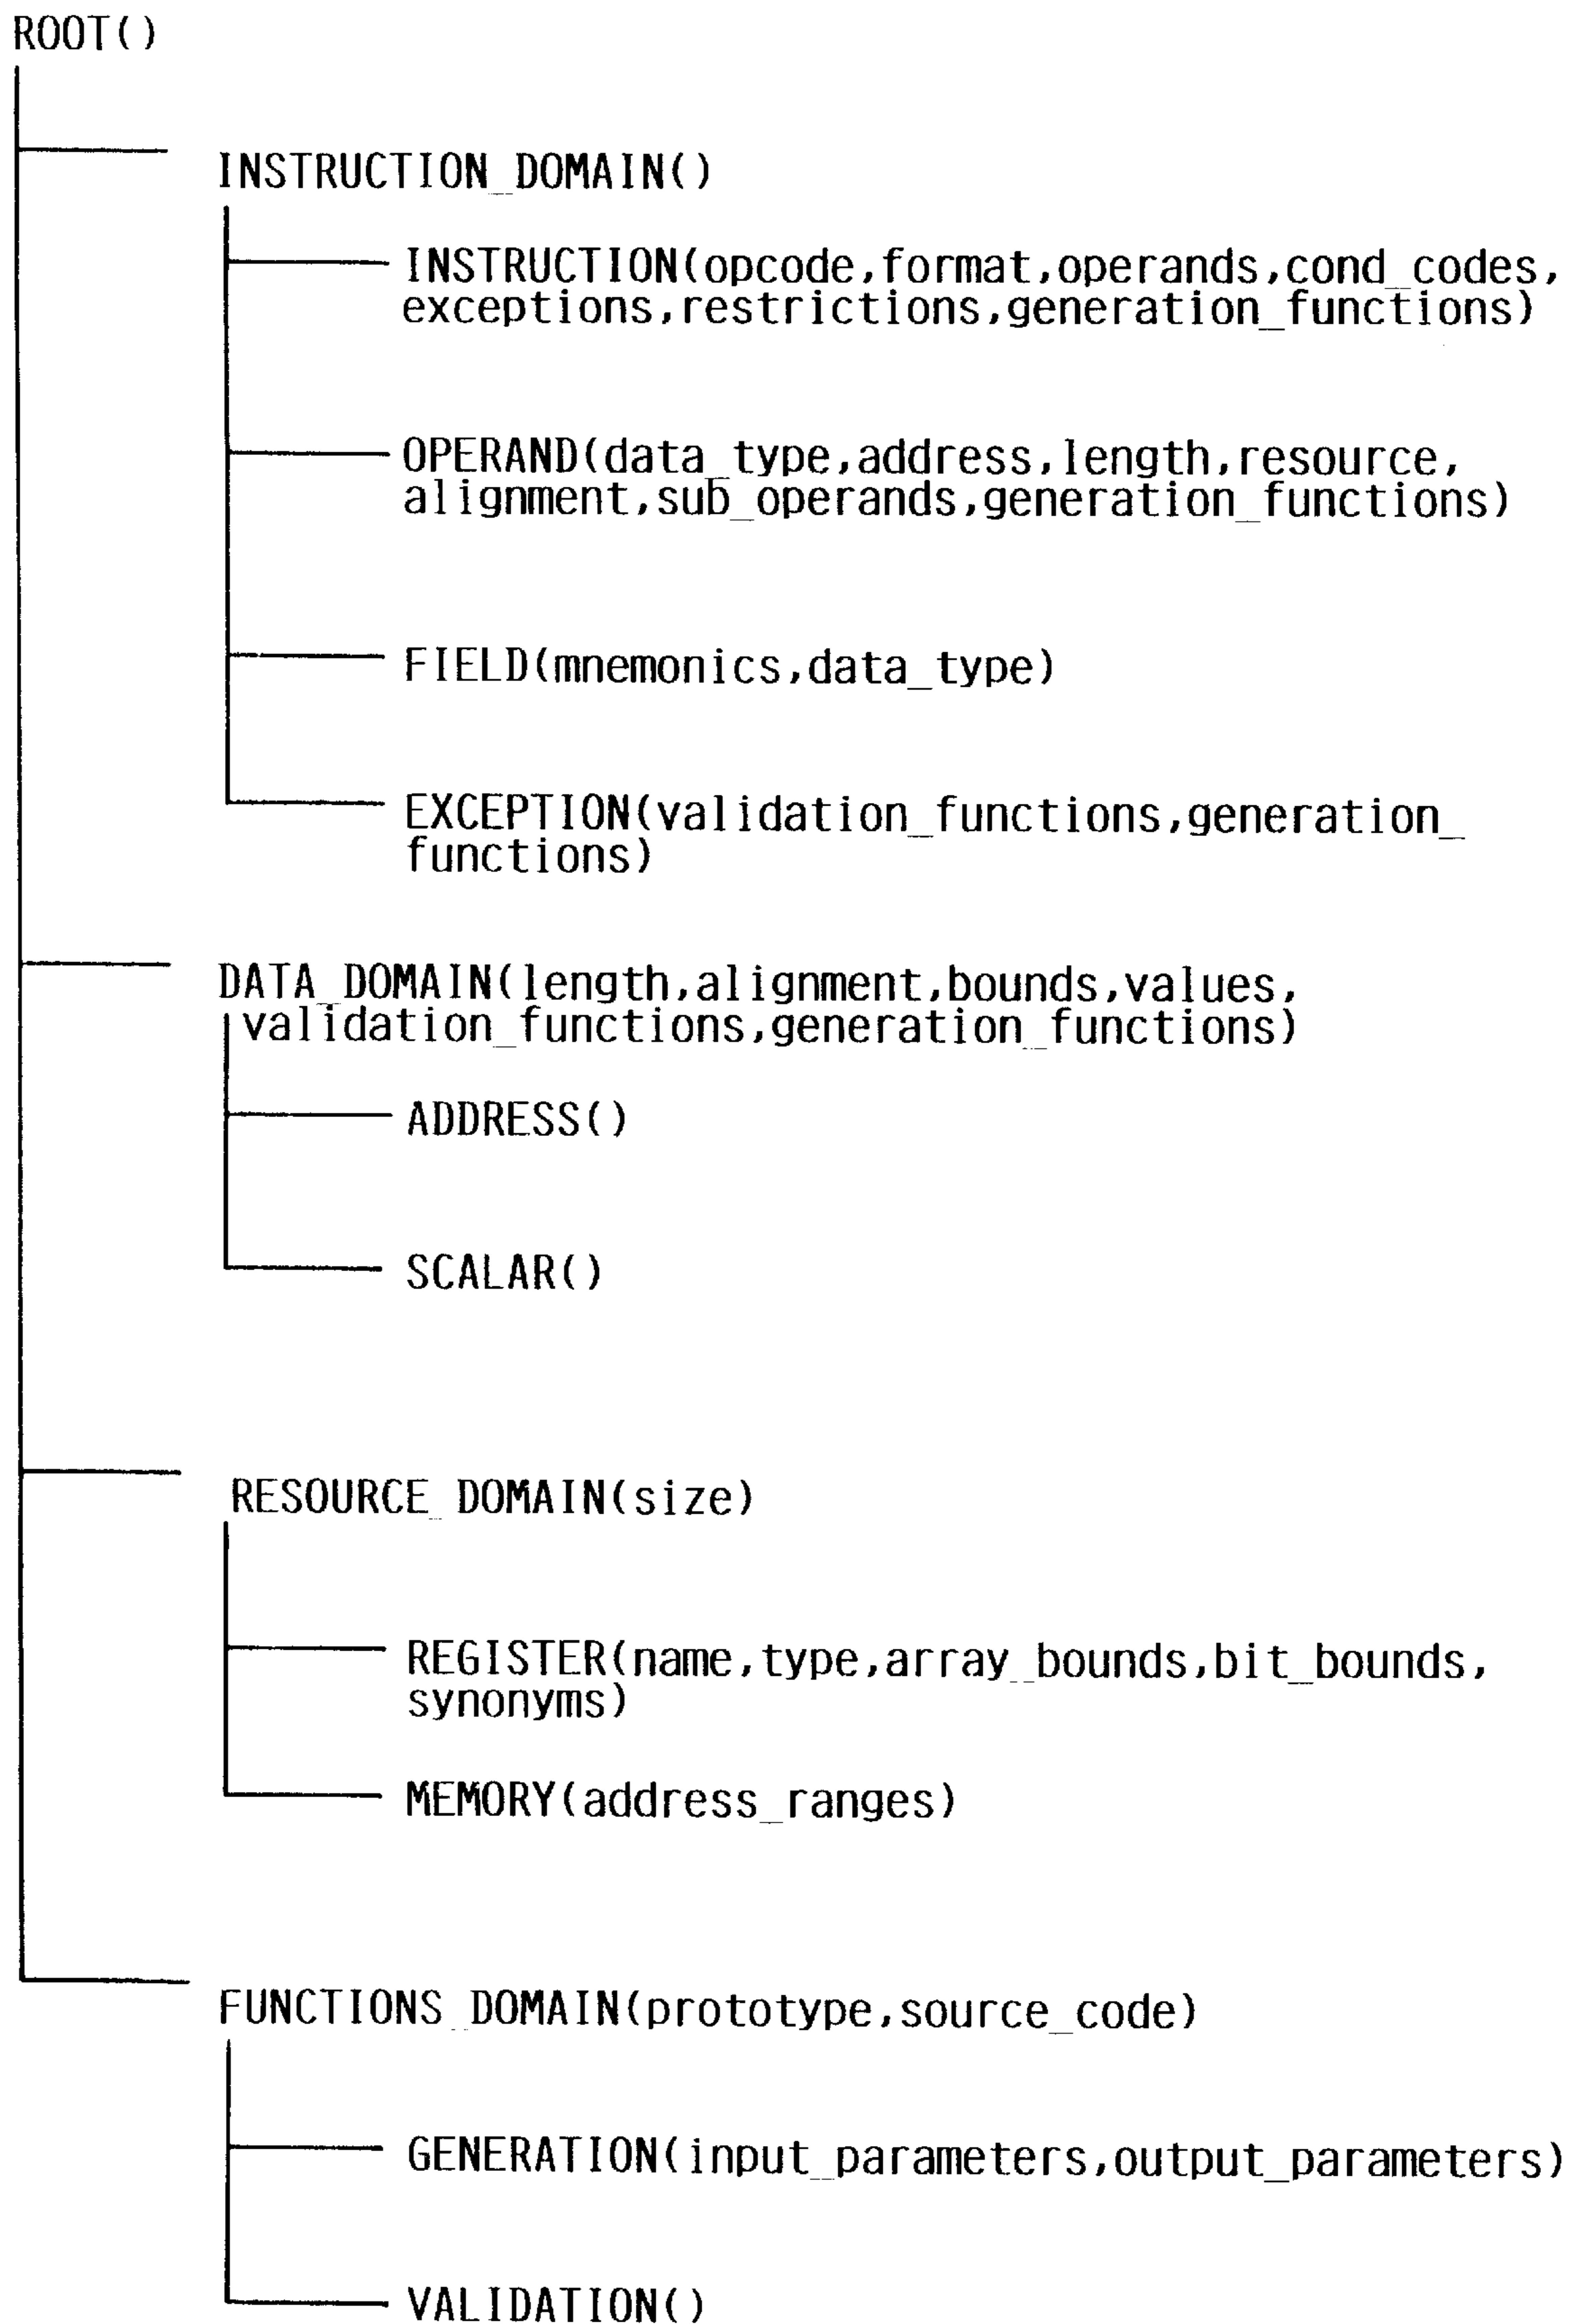 ROOT()
INSTRUCTION_DOMAIN()
INSTRUCTION(opcode,format,operands,cond_codes,
exceptions,restrictions,generation_functions)
OPERAND(data_type,address,length,resource,
alignment,sub_operands,generation_functions)
FIELD(mnemonics,data_type)
EXCEPTION(validation_functions,generation_
functions)
DATA_DOMAIN(length,alignment,bounds,values,
validation_functions,generation_functions)
ADDRESS()
SCALAR()
RESOURCE_DOMAIN(size)
REGISTER(name,type,array_bounds,bit_bounds,
synonyms)
MEMORY(address_ranges)
FUNCTIONS_DOMAIN(prototype,source_code)
GENERATION(input_parameters,output_parameters)
VALIDATION()